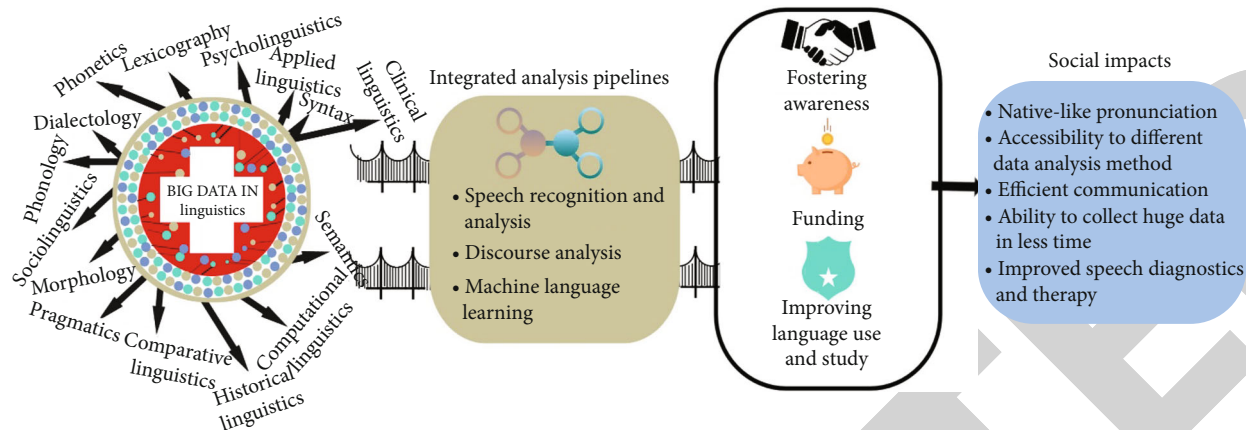 Phonetics
Lexicography
Psycholinguistics
Applied
linguistics
Syntax
Clinical
linguistics
Dialectology
Phonology
Sociolinguistics
Morphology
Pragmatics
Comparative
linguistics
Historical/linguistics
linguistics
Computational
Semantics
BIG DATA IN
linguistics
Integrated analysis pipelines
• Speech recognition and
analysis
• Discourse analysis
• Machine language
learning
Fostering
awareness
Funding
Improving
language use
and study
Social impacts
• Native-like pronunciation
• Accessibility to different
data analysis method
• Efficient communication
• Ability to collect huge data
in less time
• Improved speech diagnostics
and therapy